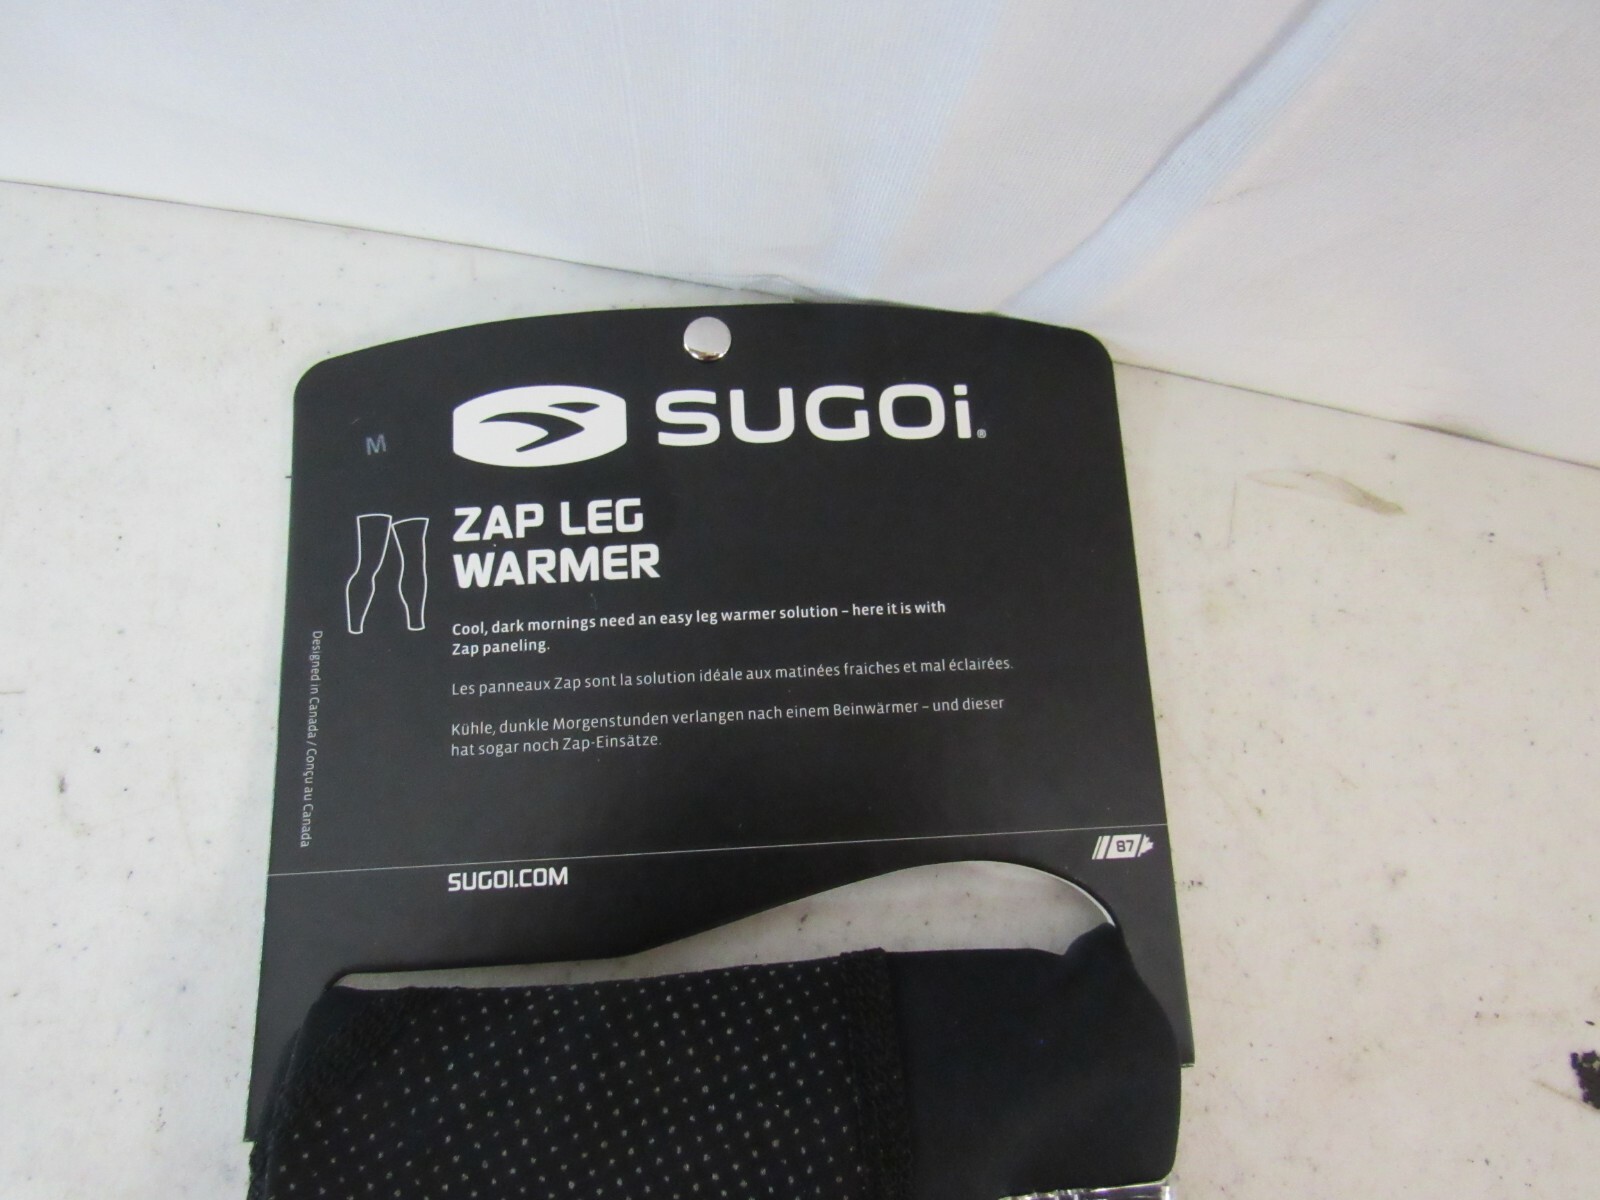 SUGOi®
M
ZAP LEG
WARMER
Cool, dark mornings need an easy leg warmer solution – here it is with
Zap paneling.
Les panneaux Zap sont la solution idéale aux matinées fraiches et mal éclairées.
Kühle, dunkle Morgenstunden verlangen nach einem Beinwärmer – und dieser
hat sogar noch Zap-Einsätze.
Designed in Canada / Conçu au Canada
87
SUGOI.COM